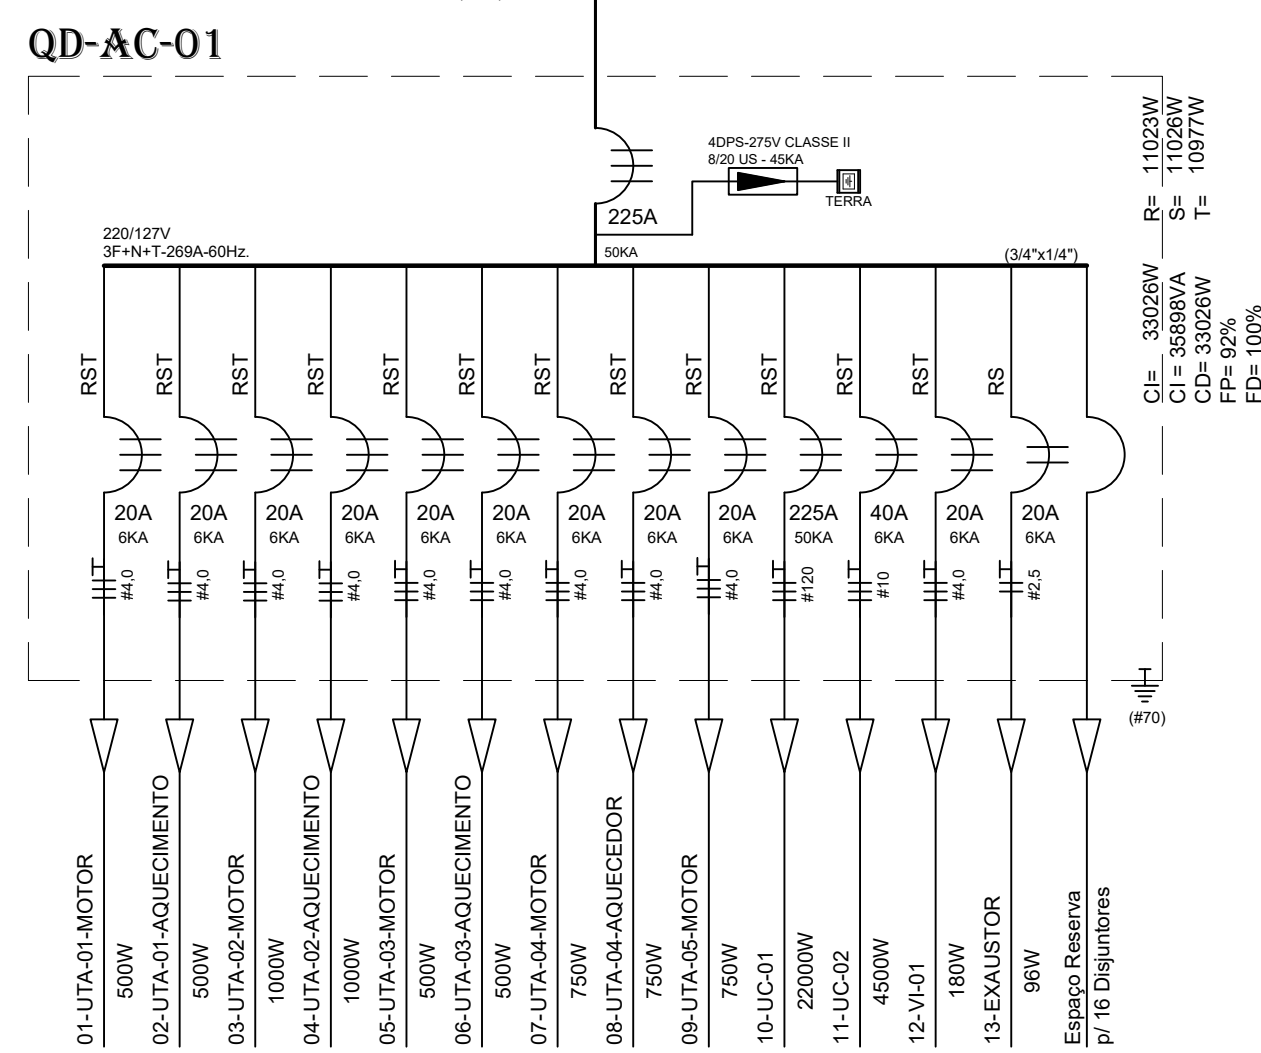 QD-AC-01
4DPS-275V CLASSE II
8/20 US - 45KA
TERRA
225A
50KA
220/127V
3F+N+T-269A-60Hz.
(3/4"x1/4")
R= 11023W
S= 11026W
T= 10977W
CI= 33026W
CI = 35898VA
CD= 33026W
FP= 92%
FD= 100%
RST RST RST RST RST RST RST RST RST RST RST RST RS
20A 20A 20A 20A 20A 20A 20A 20A 20A 225A 40A 20A 20A
6KA 6KA 6KA 6KA 6KA 6KA 6KA 6KA 6KA 50KA 6KA 6KA 6KA
#4,0 #4,0 #4,0 #4,0 #4,0 #4,0 #4,0 #4,0 #4,0 #120 #10 #4,0 #2,5
T
(#70)
01-UTA-01-MOTOR
500W
02-UTA-01-AQUECIMENTO
500W
03-UTA-02-MOTOR
1000W
04-UTA-02-AQUECIMENTO
1000W
05-UTA-03-MOTOR
500W
06-UTA-03-AQUECIMENTO
500W
07-UTA-04-MOTOR
750W
08-UTA-04-AQUECEDOR
750W
09-UTA-05-MOTOR
750W
10-UC-01
22000W
11-UC-02
4500W
12-VI-01
180W
13-EXAUSTOR
96W
Espaço Reserva
p/ 16 Disjuntores